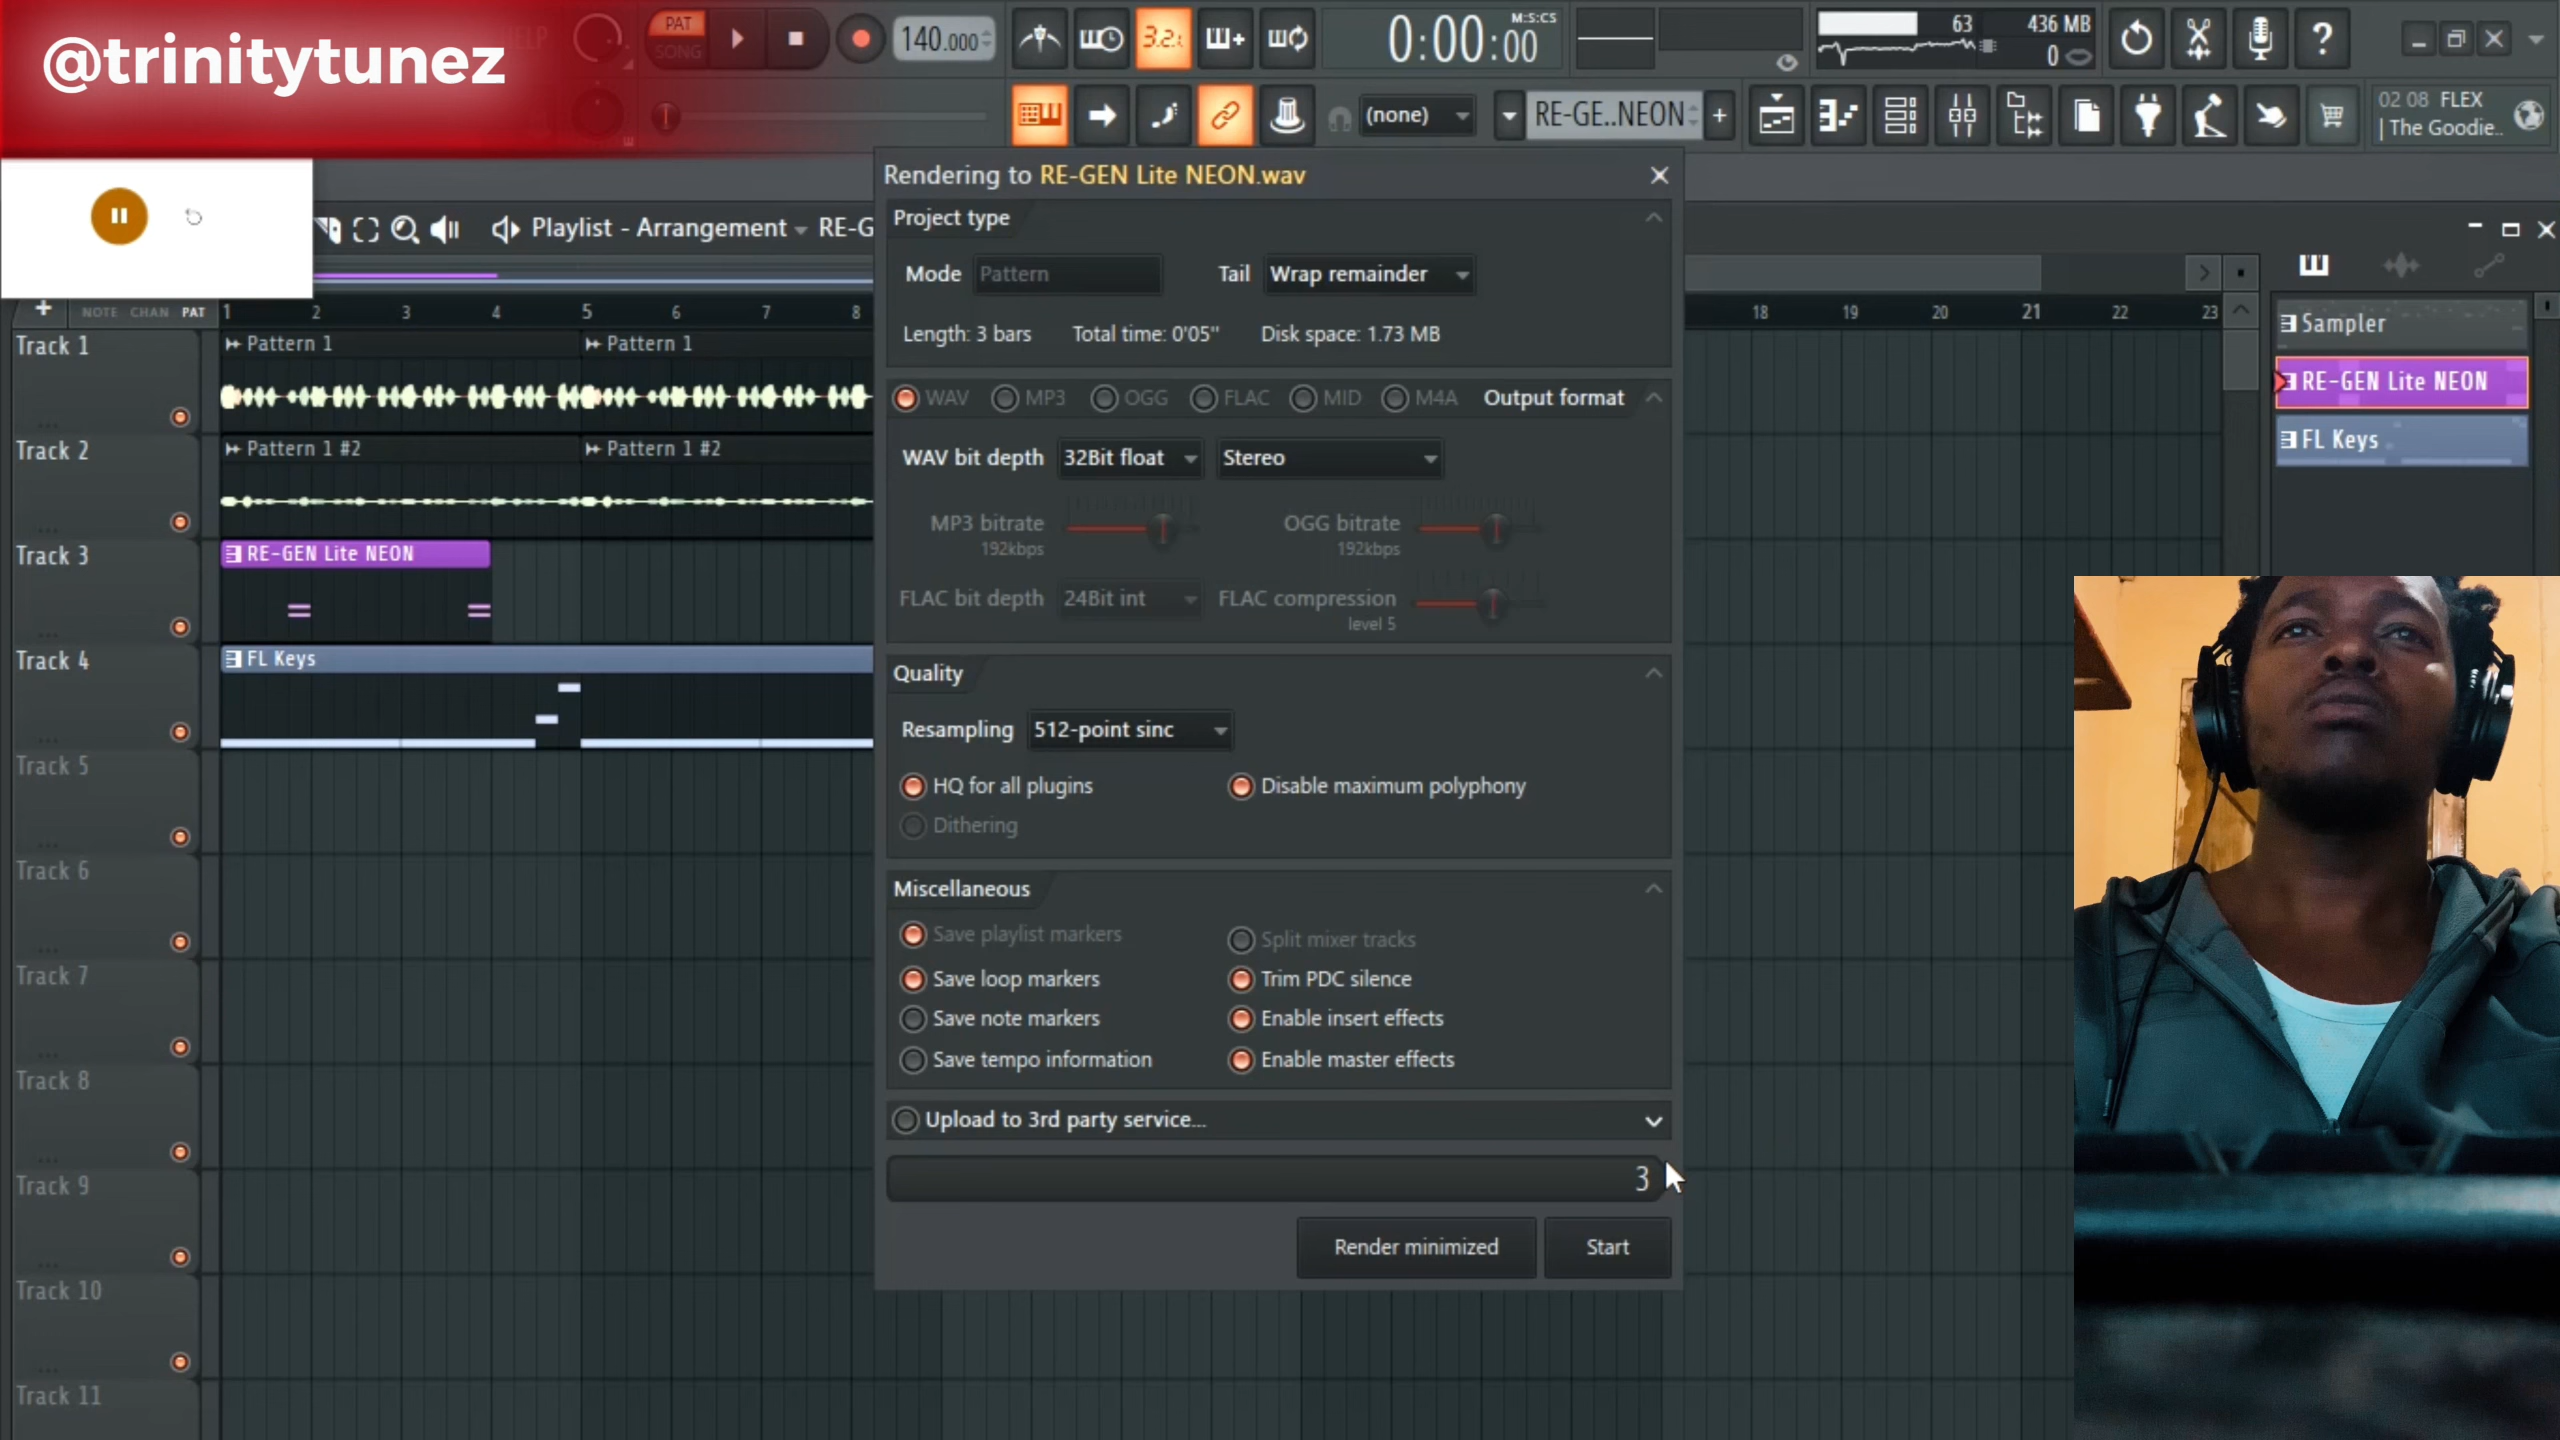 @trinitytunez
PAT
SONG
140.000
3.2.1
0:00:00
M:S:CS
63
436 MB
0
(none)
RE-GE..NEON
02 08 FLEX
| The Goodie..
Rendering to RE-GEN Lite NEON.wav
Project type
Mode Pattern
Tail Wrap remainder
Length: 3 bars
Total time: 0'05"
Disk space: 1.73 MB
WAV MP3 OGG FLAC MID M4A Output format
WAV bit depth 32Bit float Stereo
MP3 bitrate
192kbps
OGG bitrate
192kbps
FLAC bit depth 24Bit int
FLAC compression
level 5
Quality
Resampling 512-point sinc
HQ for all plugins
Disable maximum polyphony
Dithering
Miscellaneous
Save playlist markers
Split mixer tracks
Save loop markers
Trim PDC silence
Save note markers
Enable insert effects
Save tempo information
Enable master effects
Upload to 3rd party service...
3
Render minimized
Start
Playlist - Arrangement
RE-G
NOTE CHAN PAT
1 2 3 4 5 6 7 8 18 19 20 21 22 23
Track 1
Pattern 1
Pattern 1
Track 2
Pattern 1 #2
Pattern 1 #2
Track 3
RE-GEN Lite NEON
Track 4
FL Keys
Track 5
Track 6
Track 7
Track 8
Track 9
Track 10
Track 11
Sampler
RE-GEN Lite NEON
FL Keys